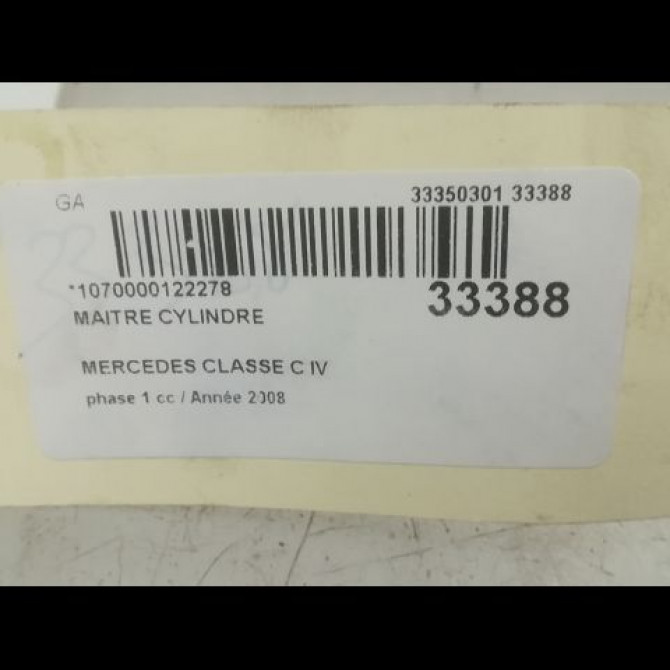 GA 33350301 33388
*1070000122278 33388
MAITRE CYLINDRE
MERCEDES CLASSE C IV
phase 1 cc / Année 2008